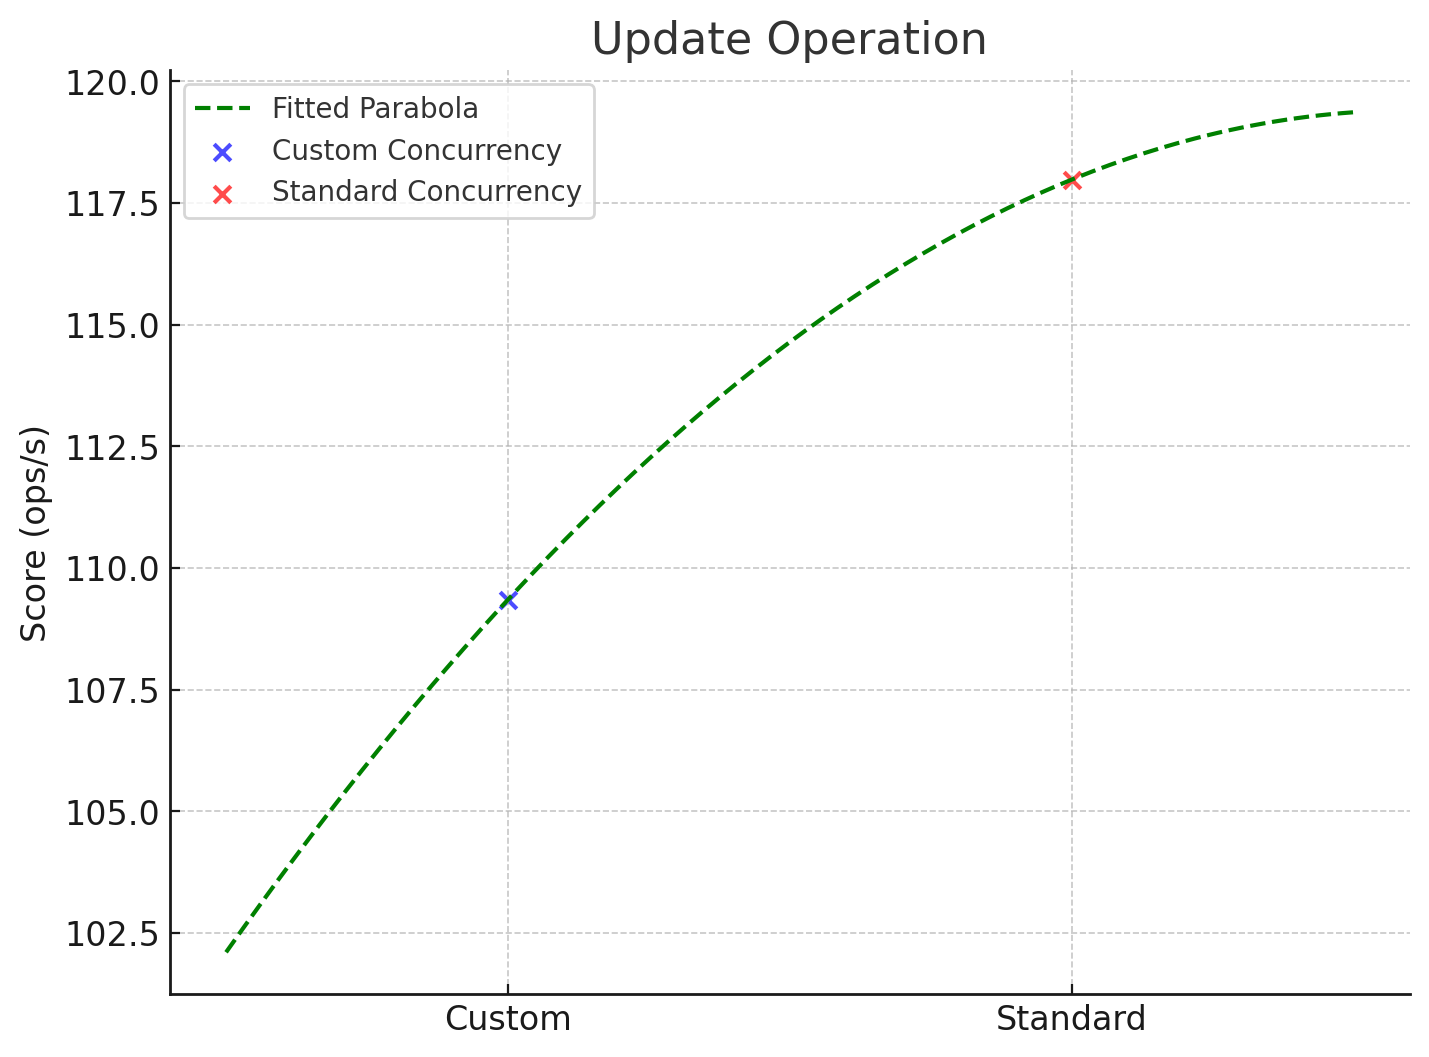 Update Operation
120.0
117.5
115.0
112.5
110.0
107.5
105.0
102.5
Score (ops/s)
Fitted Parabola
Custom Concurrency
Standard Concurrency
Custom
Standard